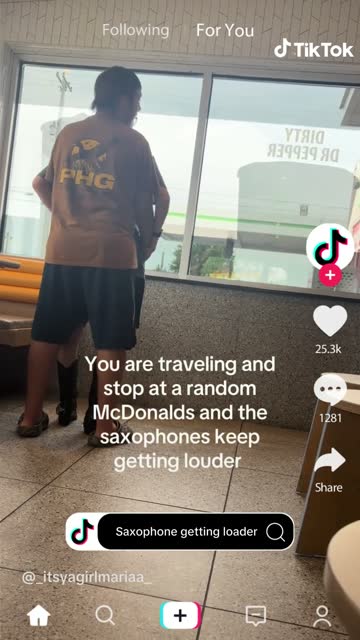 Following For You
TikTok
DIRTY
DR PEPPER
PHG
25.3k
You are traveling and
stop at a random
McDonalds and the
saxophones keep
getting louder
1281
Share
Saxophone getting loader
@_itsyagirlmariaa_